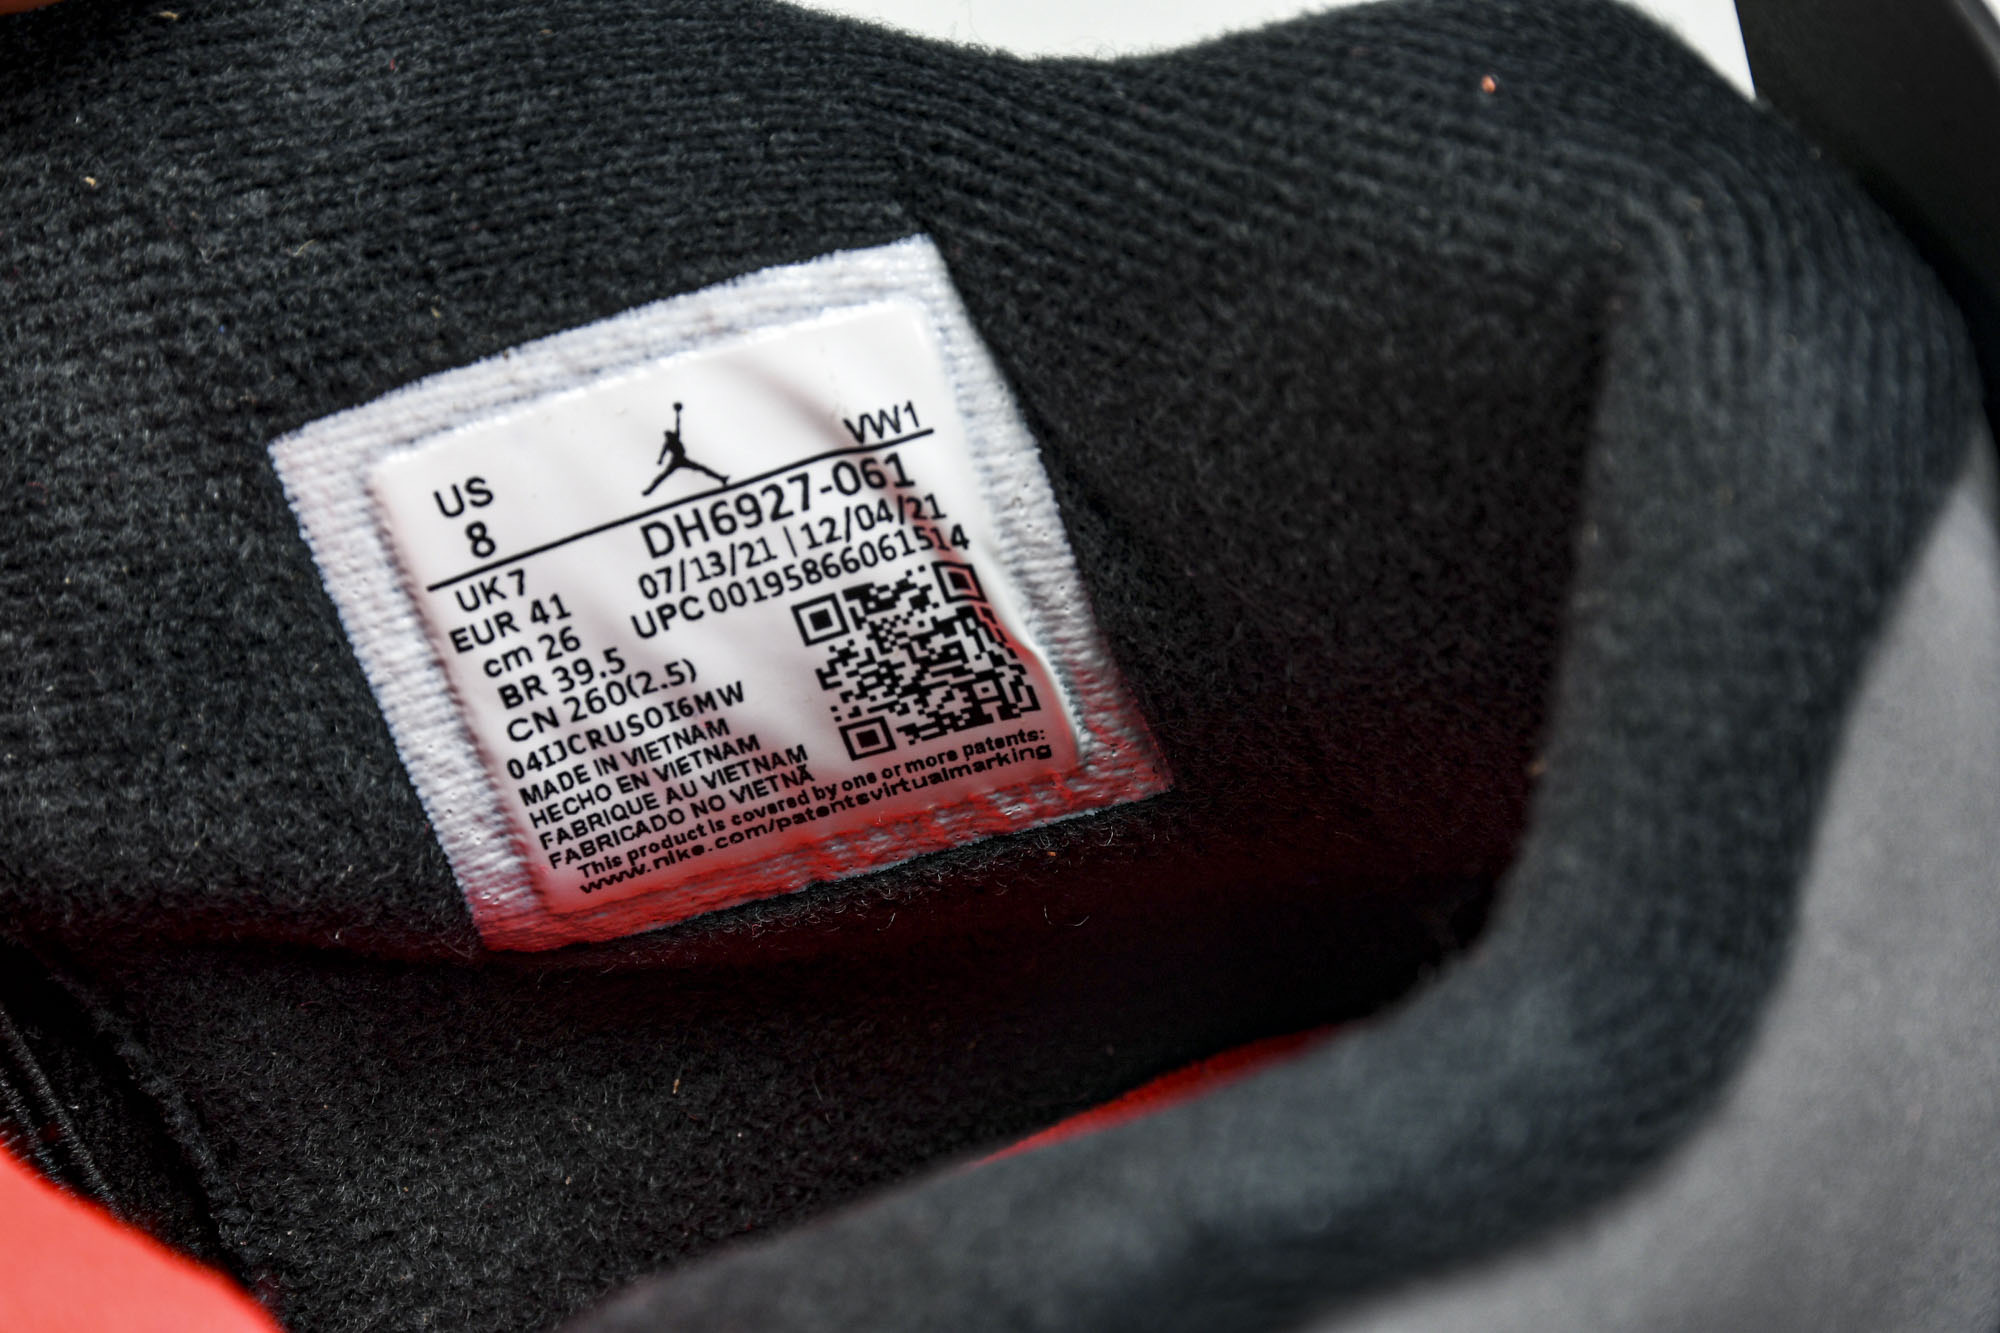 US
8
VW1
DH6927-061
07/13/21 | 12/04/21
UPC 00195866061514
UK 7
EUR 41
cm 26
BR 39.5
CN 260(2.5)
04IJCRUSOI6MW
MADE IN VIETNAM
HECHO EN VIETNAM
FABRIQUE AU VIETNAM
FABRICADO NO VIETNÃ
This product is covered by one or more patents:
www.nike.com/patentsvirtualmarking